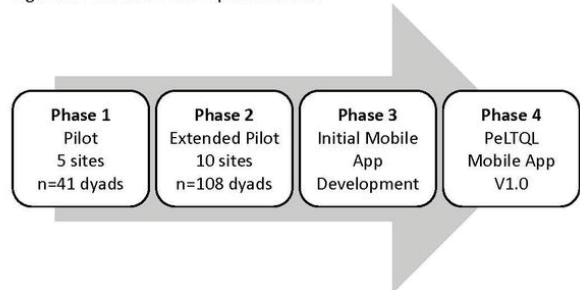 Phase 1
Pilot
5 sites
n=41 dyads
Phase 2
Extended Pilot
10 sites
n=108 dyads
Phase 3
Initial Mobile
App
Development
Phase 4
PeLTQL
Mobile App
V1.0